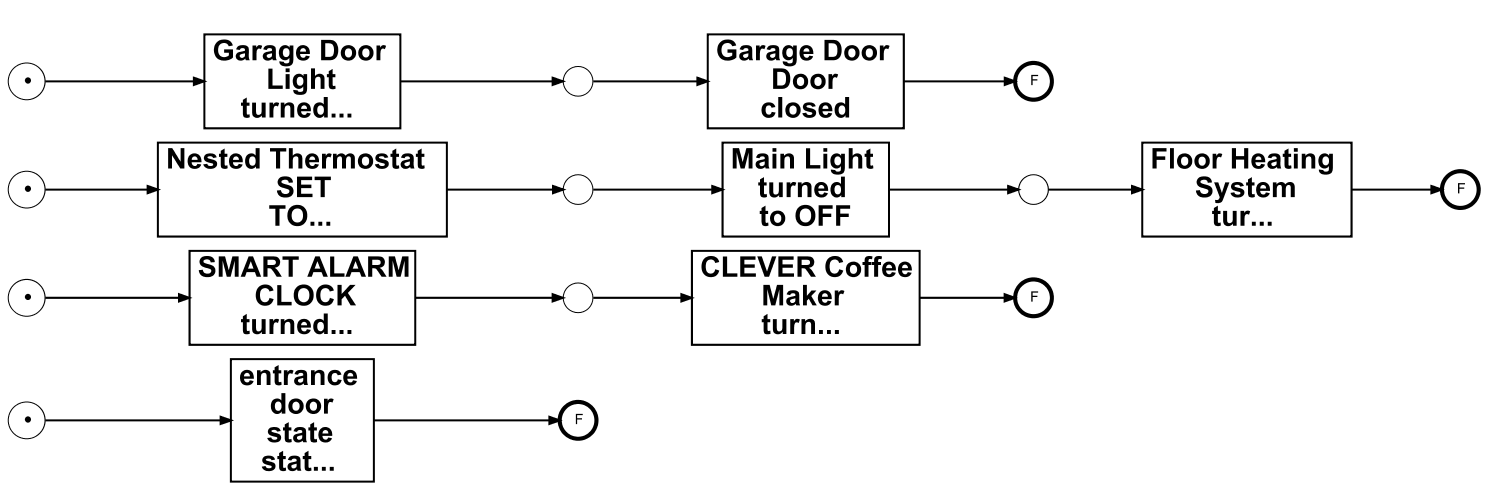 Garage Door
Light
turned...
Garage Door
Door
closed
F
Nested Thermostat
SET
TO...
Main Light
turned
to OFF
Floor Heating
System
tur...
F
SMART ALARM
CLOCK
turned...
CLEVER Coffee
Maker
turn...
F
entrance
door
state
stat...
F